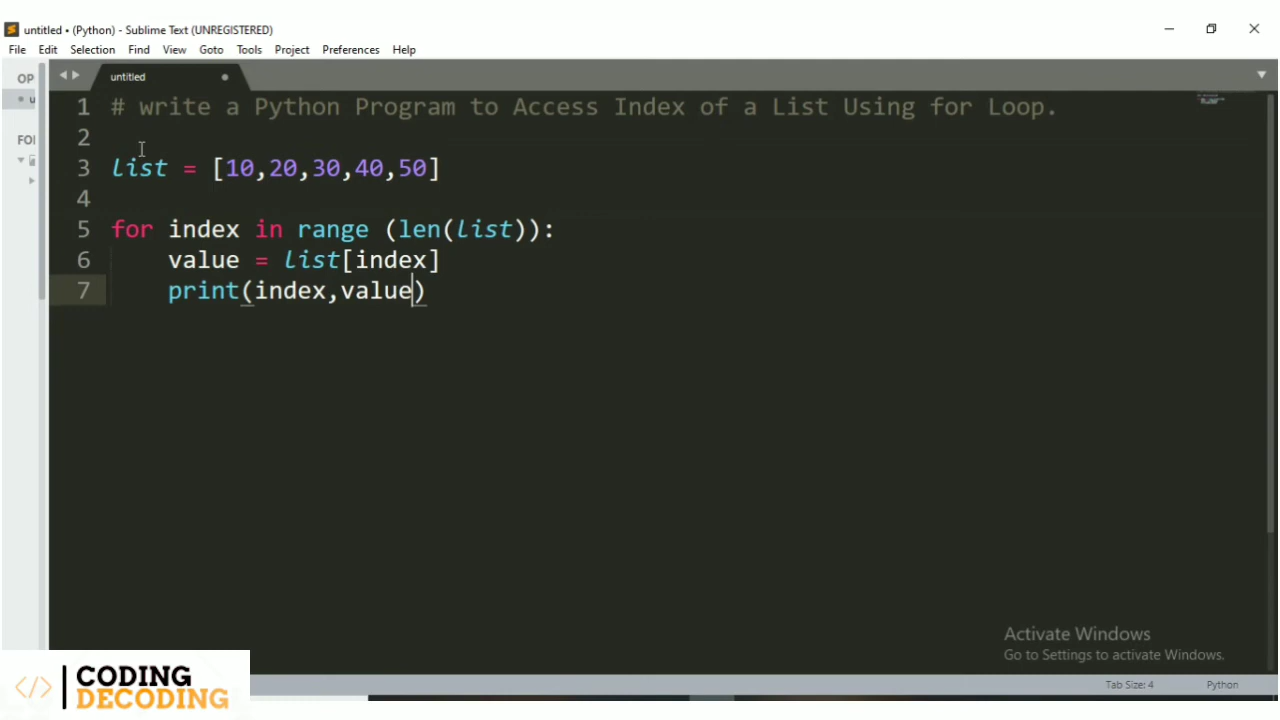 untitled • (Python) - Sublime Text (UNREGISTERED)
File Edit Selection Find View Goto Tools Project Preferences Help
OP
untitled
u
FOI
1 # write a Python Program to Access Index of a List Using for Loop.
2
3 list = [10,20,30,40,50]
4
5 for index in range (len(list)):
6 value = list[index]
7 print(index,value)
Activate Windows
Go to Settings to activate Windows.
</> CODING
DECODING
Tab Size: 4 Python